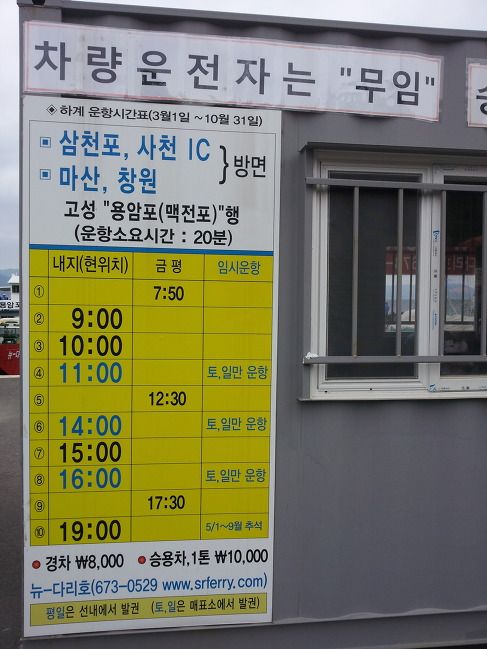 차량운전자는 "무임"
승
◈하계 운항시간표(3월1일 ~ 10월 31일)
▣ 삼천포, 사천 IC
▣ 마산, 창원
} 방면
고성 "용암포(맥전포)"행
(운항소요시간 : 20분)
내지(현위치) 금 평 임시운항
① 7:50
② 9:00
③ 10:00
④ 11:00 토,일만 운항
⑤ 12:30
⑥ 14:00 토,일만 운항
⑦ 15:00
⑧ 16:00 토,일만 운항
⑨ 17:30
⑩ 19:00 5/1~9월 추석
● 경차 ₩8,000 ● 승용차,1톤 ₩10,000
뉴-다리호(673-0529 www.srferry.com)
평일은 선내에서 발권 (토,일은 매표소에서 발권)
용암포